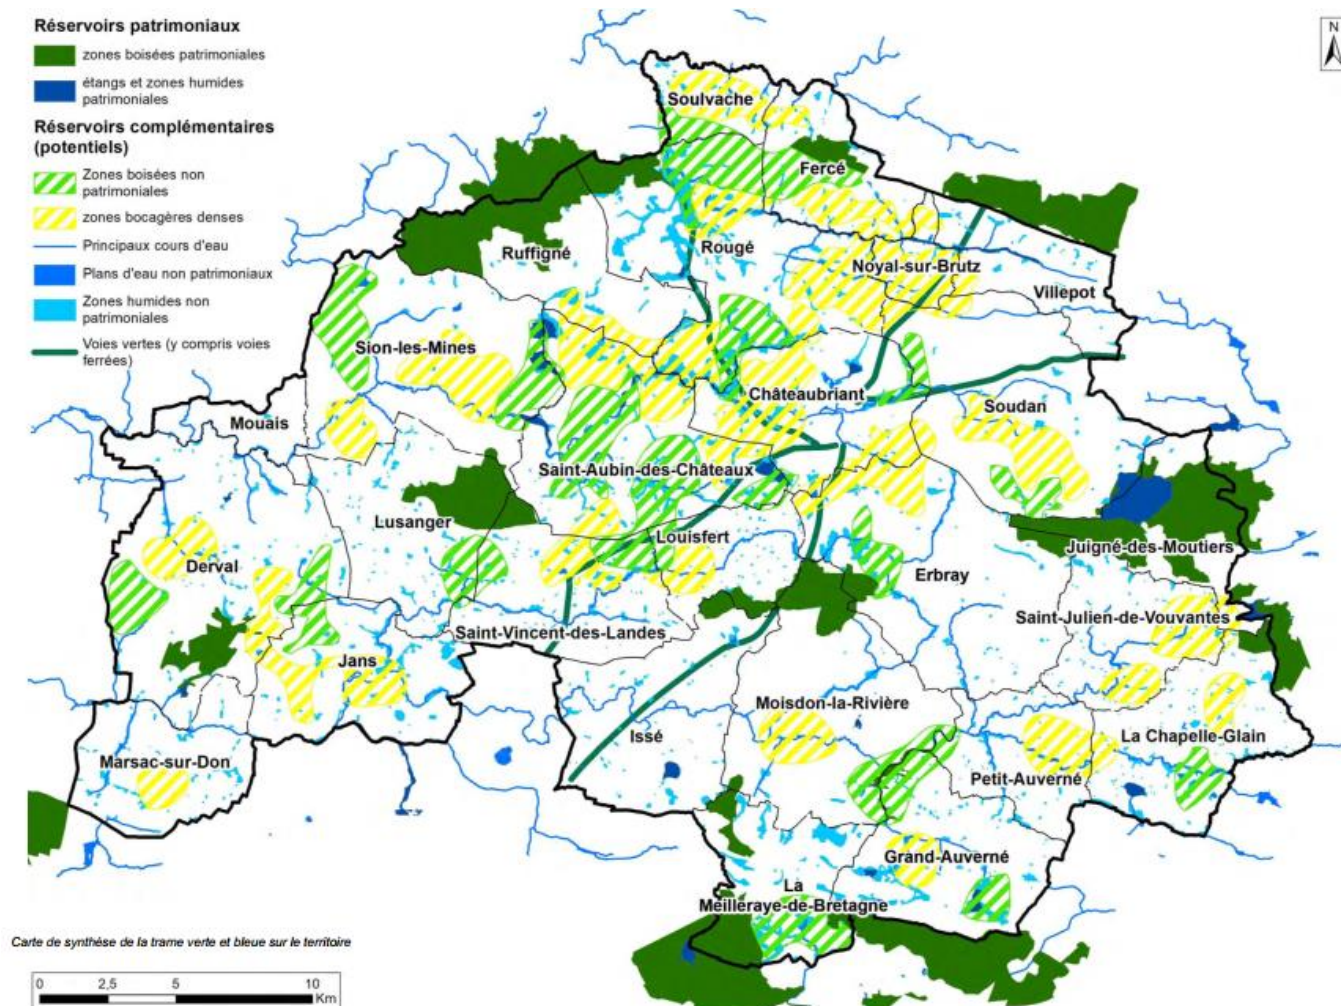 Réservoirs patrimoniaux
zones boisées patrimoniales
étangs et zones humides
patrimoniales
Réservoirs complémentaires
(potentiels)
Zones boisées non
patrimoniales
zones bocagères denses
Principaux cours d'eau
Plans d'eau non patrimoniaux
Zones humides non
patrimoniales
Voies vertes (y compris voies
ferrées)
N
Soulvache
Fercé
Ruffigné
Rougé
Noyal-sur-Brutz
Villepot
Sion-les-Mines
Châteaubriant
Soudan
Mouais
Saint-Aubin-des-Châteaux
Lusanger
Louisfert
Juigné-des-Moutiers
Derval
Erbray
Saint-Julien-de-Vouvantes
Saint-Vincent-des-Landes
Jans
Moisdon-la-Rivière
Issé
La Chapelle-Glain
Marsac-sur-Don
Petit-Auverné
Grand-Auverné
La
Meilleraye-de-Bretagne
Carte de synthèse de la trame verte et bleue sur le territoire
0 2,5 5 10
Km